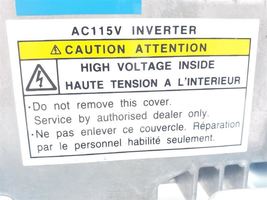 AC115V INVERTER
⚠ CAUTION ATTENTION
HIGH VOLTAGE INSIDE
HAUTE TENSION A L'INTERIEUR
·Do not remove this cover.
Service by authorised dealer only.
·Ne pas enlever ce couvercle. Réparation
par le personnel habilité seulement.